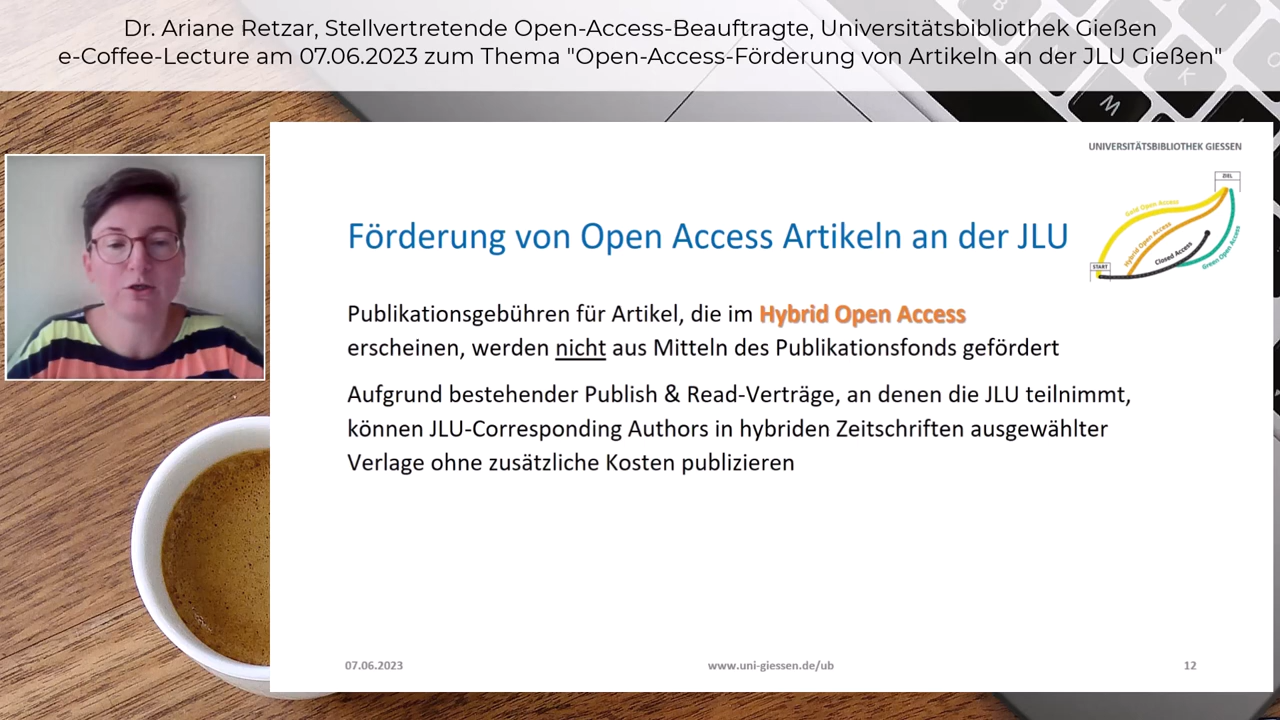 Dr. Ariane Retzar, Stellvertretende Open-Access-Beauftragte, Universitätsbibliothek Gießen
e-Coffee-Lecture am 07.06.2023 zum Thema "Open-Access-Förderung von Artikeln an der JLU Gießen"
UNIVERSITÄTSBIBLIOTHEK GIESSEN
ZIEL
Gold Open Access
Hybrid Open Access
Closed Access
Green Open Access
START
Förderung von Open Access Artikeln an der JLU
Publikationsgebühren für Artikel, die im Hybrid Open Access
erscheinen, werden nicht aus Mitteln des Publikationsfonds gefördert
Aufgrund bestehender Publish & Read-Verträge, an denen die JLU teilnimmt,
können JLU-Corresponding Authors in hybriden Zeitschriften ausgewählter
Verlage ohne zusätzliche Kosten publizieren
07.06.2023
www.uni-giessen.de/ub
12